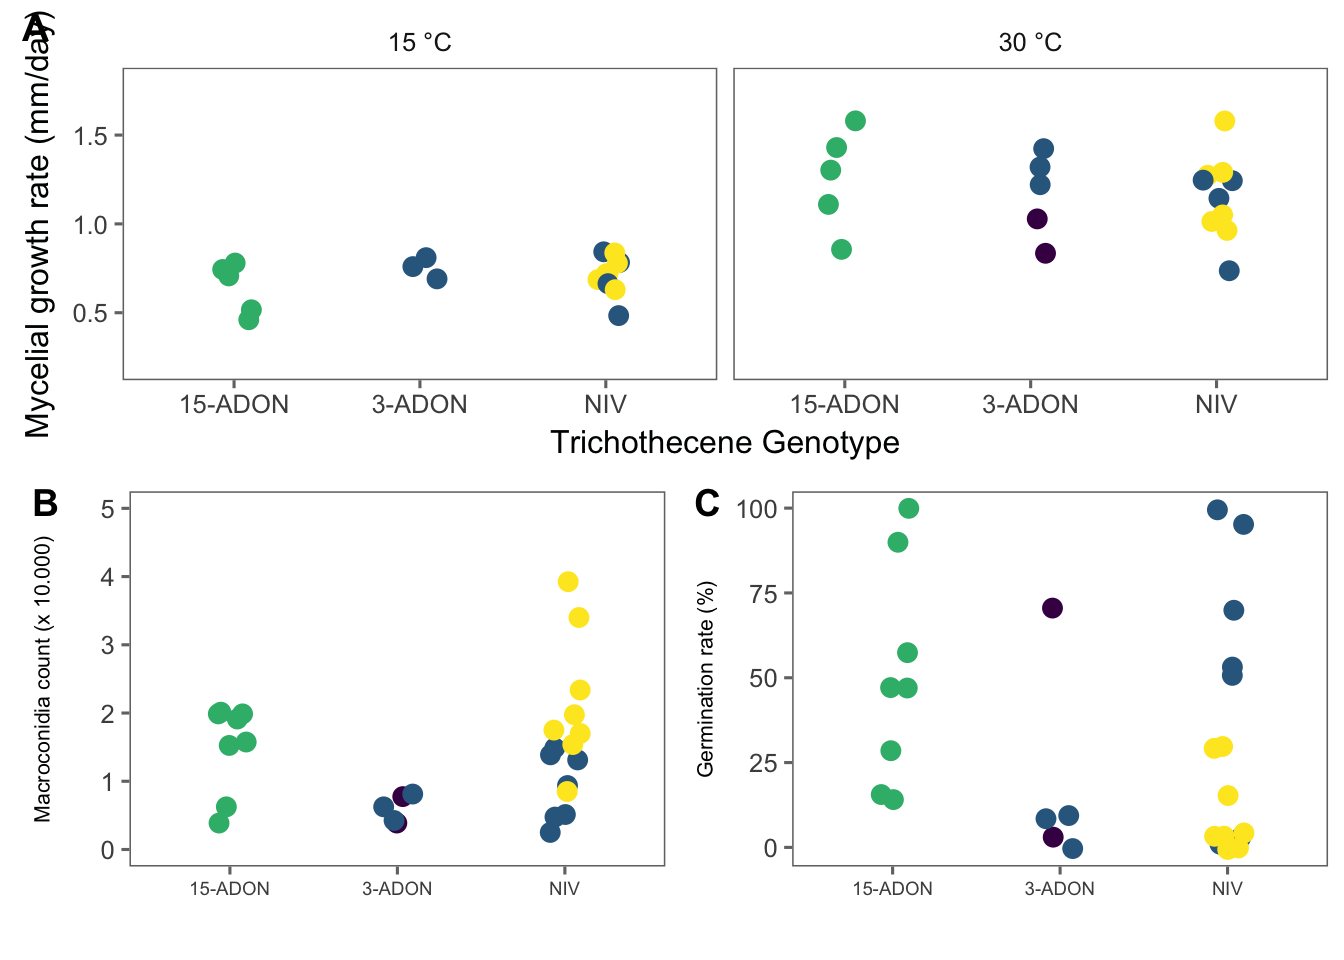 A
Mycelial growth rate (mm/day)
15 °C
30 °C
1.5
1.0
0.5
15-ADON 3-ADON NIV
15-ADON 3-ADON NIV
Trichothecene Genotype
B
Macroconidia count (x 10.000)
5
4
3
2
1
0
15-ADON 3-ADON NIV
C
Germination rate (%)
100
75
50
25
0
15-ADON 3-ADON NIV